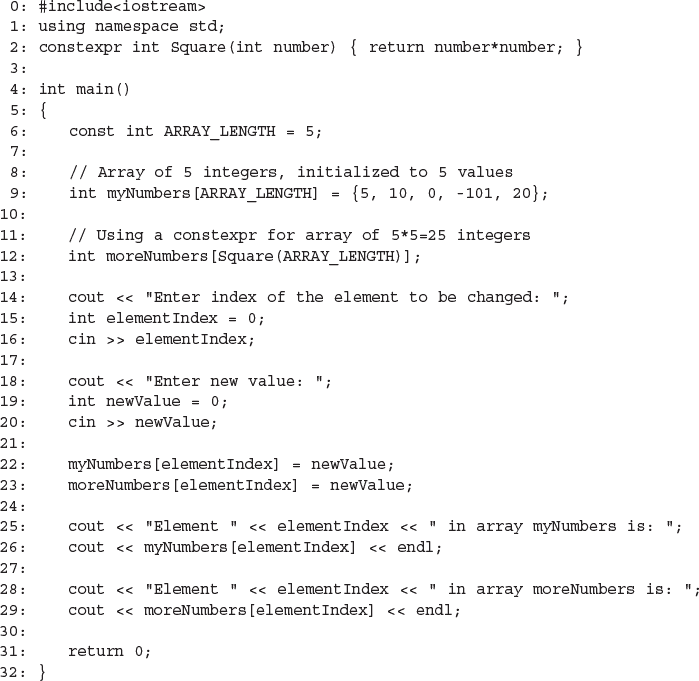 0: #include<iostream>
1: using namespace std;
2: constexpr int Square(int number) { return number*number; }
3:
4: int main()
5: {
6:    const int ARRAY_LENGTH = 5;
7:
8:    // Array of 5 integers, initialized to 5 values
9:    int myNumbers[ARRAY_LENGTH] = {5, 10, 0, -101, 20};
10:
11:    // Using a constexpr for array of 5*5=25 integers
12:    int moreNumbers[Square(ARRAY_LENGTH)];
13:
14:    cout << "Enter index of the element to be changed: ";
15:    int elementIndex = 0;
16:    cin >> elementIndex;
17:
18:    cout << "Enter new value: ";
19:    int newValue = 0;
20:    cin >> newValue;
21:
22:    myNumbers[elementIndex] = newValue;
23:    moreNumbers[elementIndex] = newValue;
24:
25:    cout << "Element " << elementIndex << " in array myNumbers is: ";
26:    cout << myNumbers[elementIndex] << endl;
27:
28:    cout << "Element " << elementIndex << " in array moreNumbers is: ";
29:    cout << moreNumbers[elementIndex] << endl;
30:
31:    return 0;
32: }